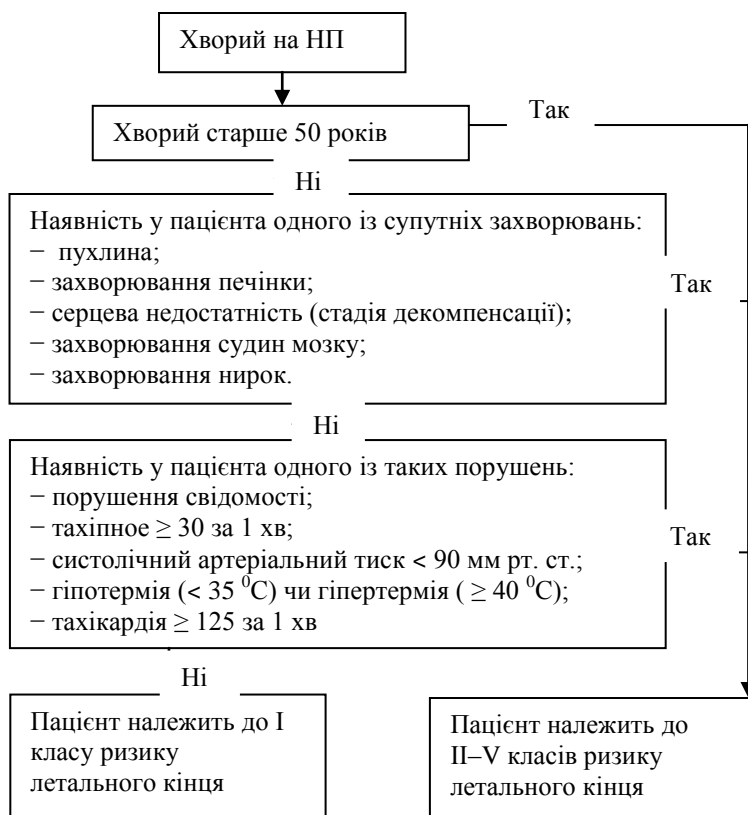 Хворий на НП
Хворий старше 50 років
Так
Ні
Наявність у пацієнта одного із супутніх захворювань:
− пухлина;
− захворювання печінки;
− серцева недостатність (стадія декомпенсації);
− захворювання судин мозку;
− захворювання нирок.
Так
Ні
Наявність у пацієнта одного із таких порушень:
− порушення свідомості;
− тахіпное ≥ 30 за 1 хв;
− систолічний артеріальний тиск < 90 мм рт. ст.;
− гіпотермія (< 35 ⁰С) чи гіпертермія ( ≥ 40 ⁰С);
− тахікардія ≥ 125 за 1 хв
Так
Ні
Пацієнт належить до І
класу ризику
летального кінця
Пацієнт належить до
ІІ–V класів ризику
летального кінця